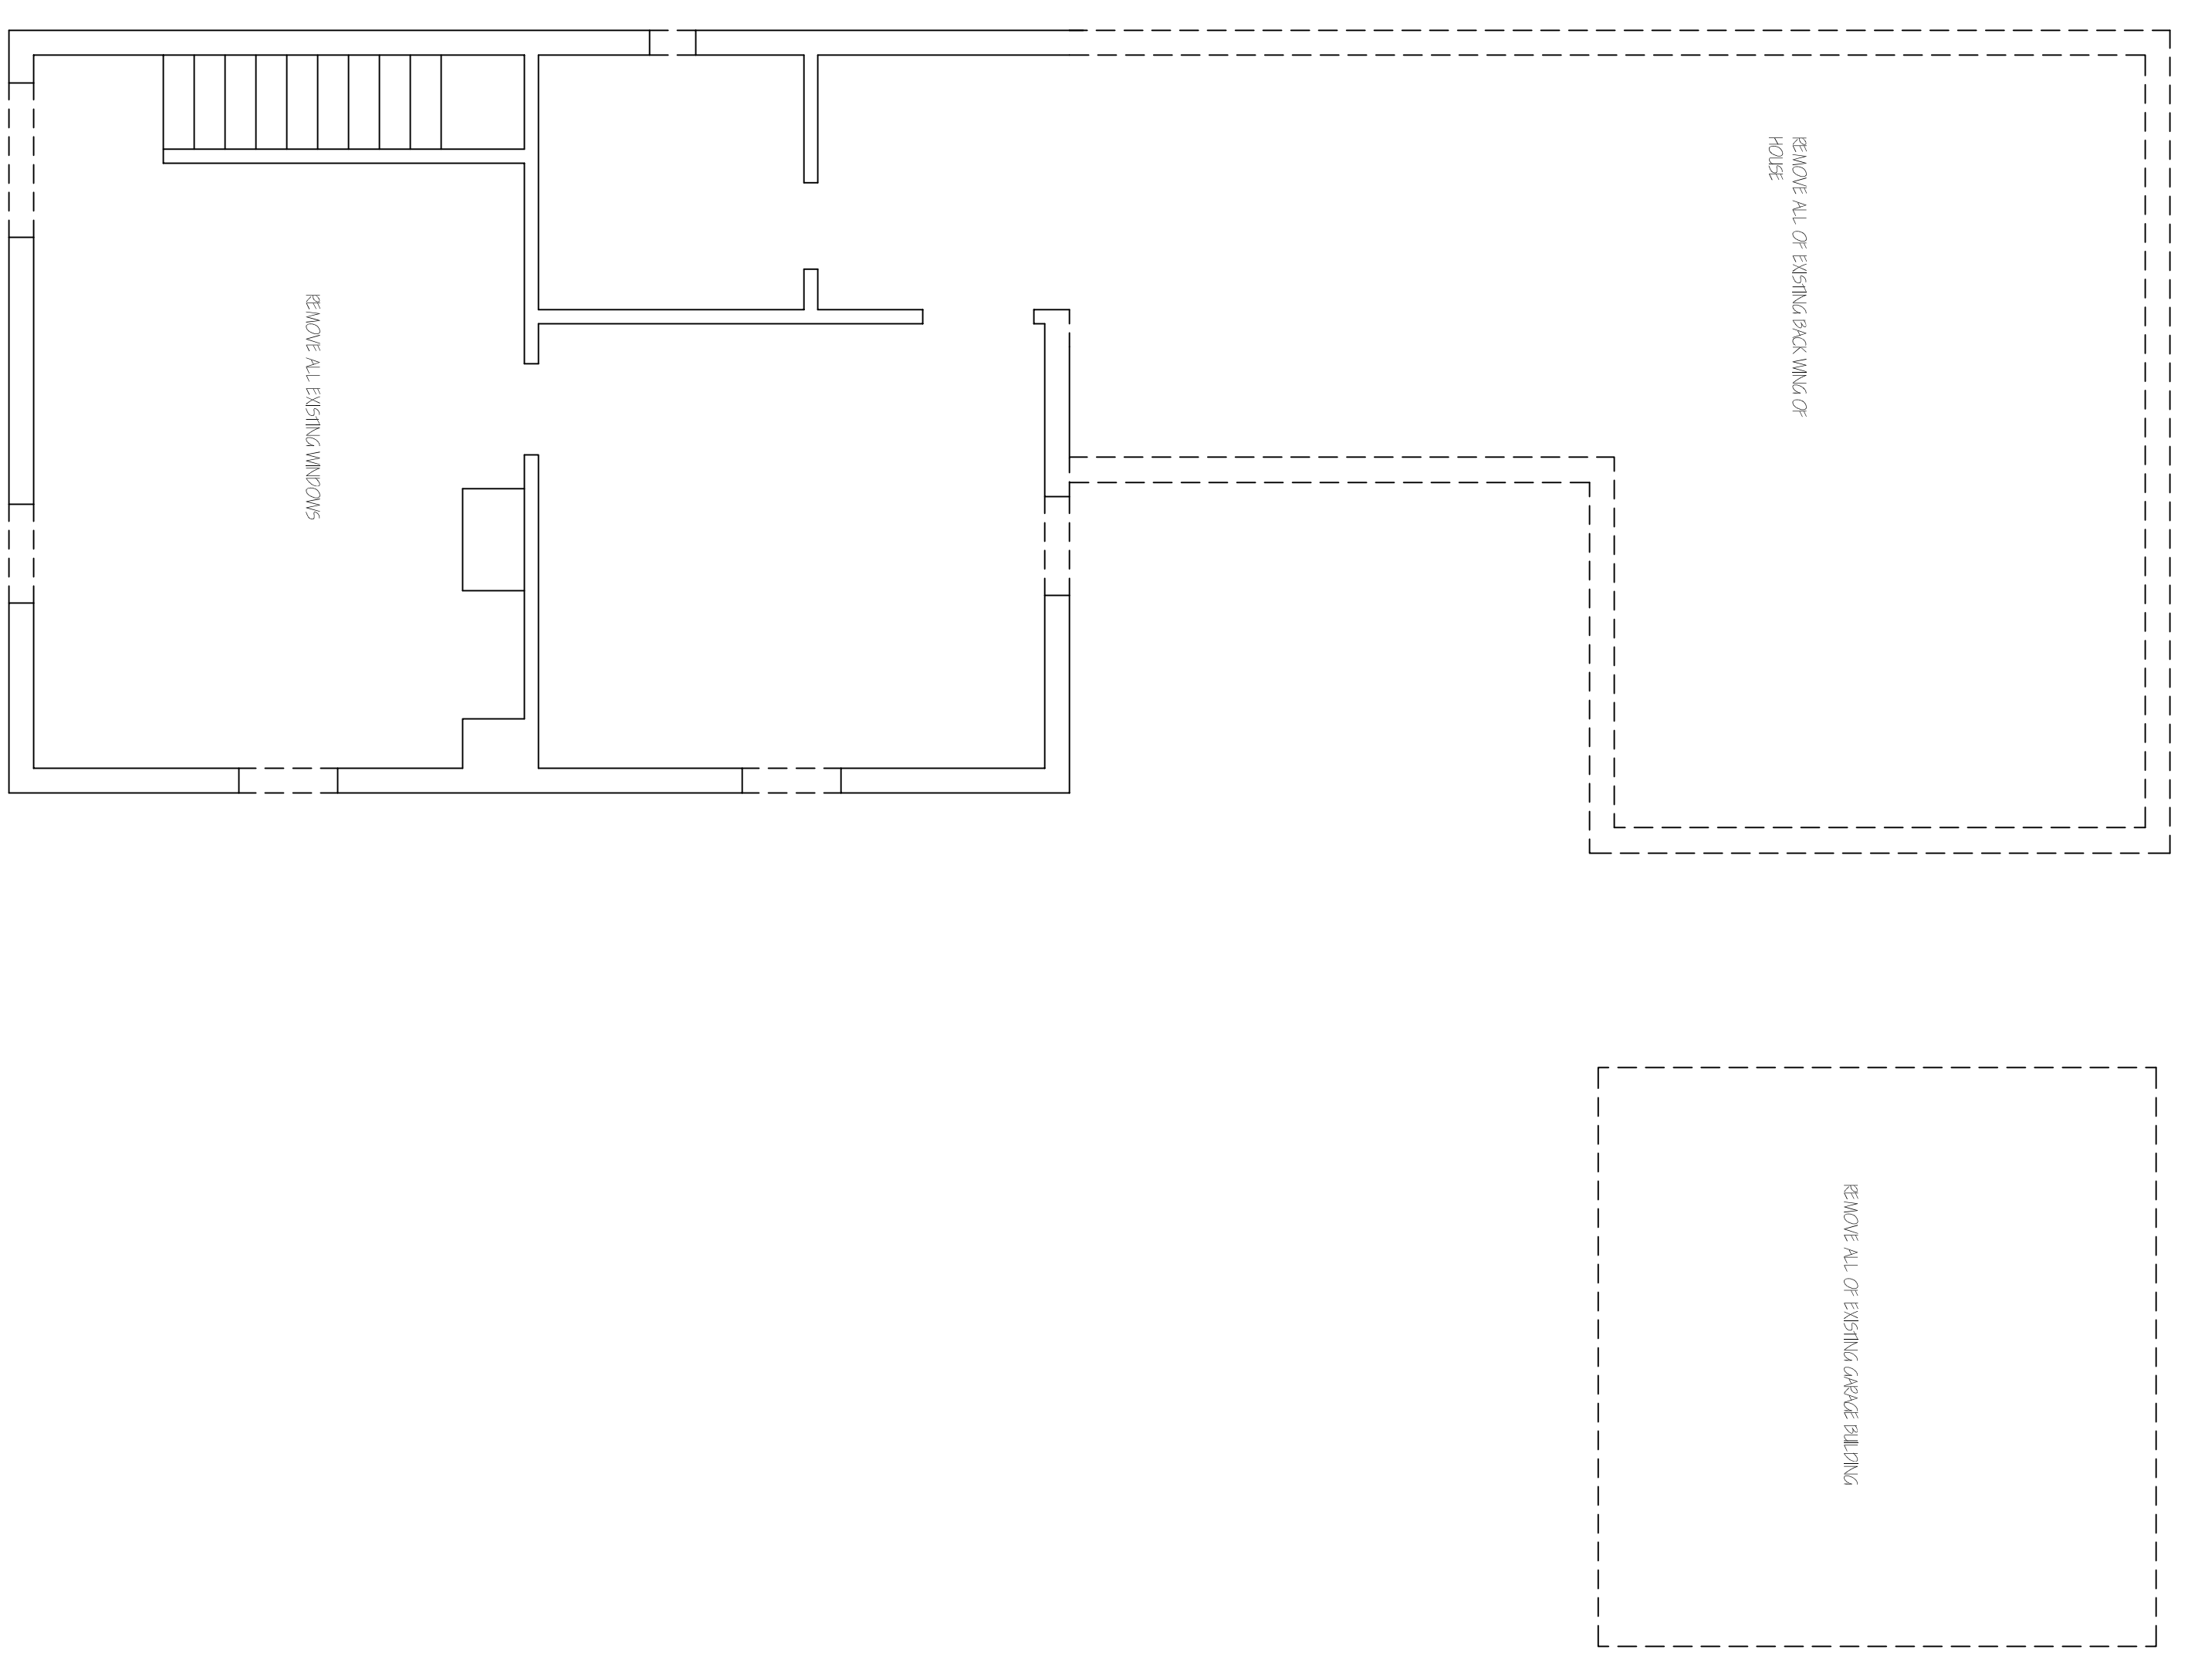 REMOVE ALL OF EXISTING BACK WING OF
HOUSE
REMOVE ALL EXISTING WINDOWS
REMOVE ALL OF EXISTING GARAGE BUILDING